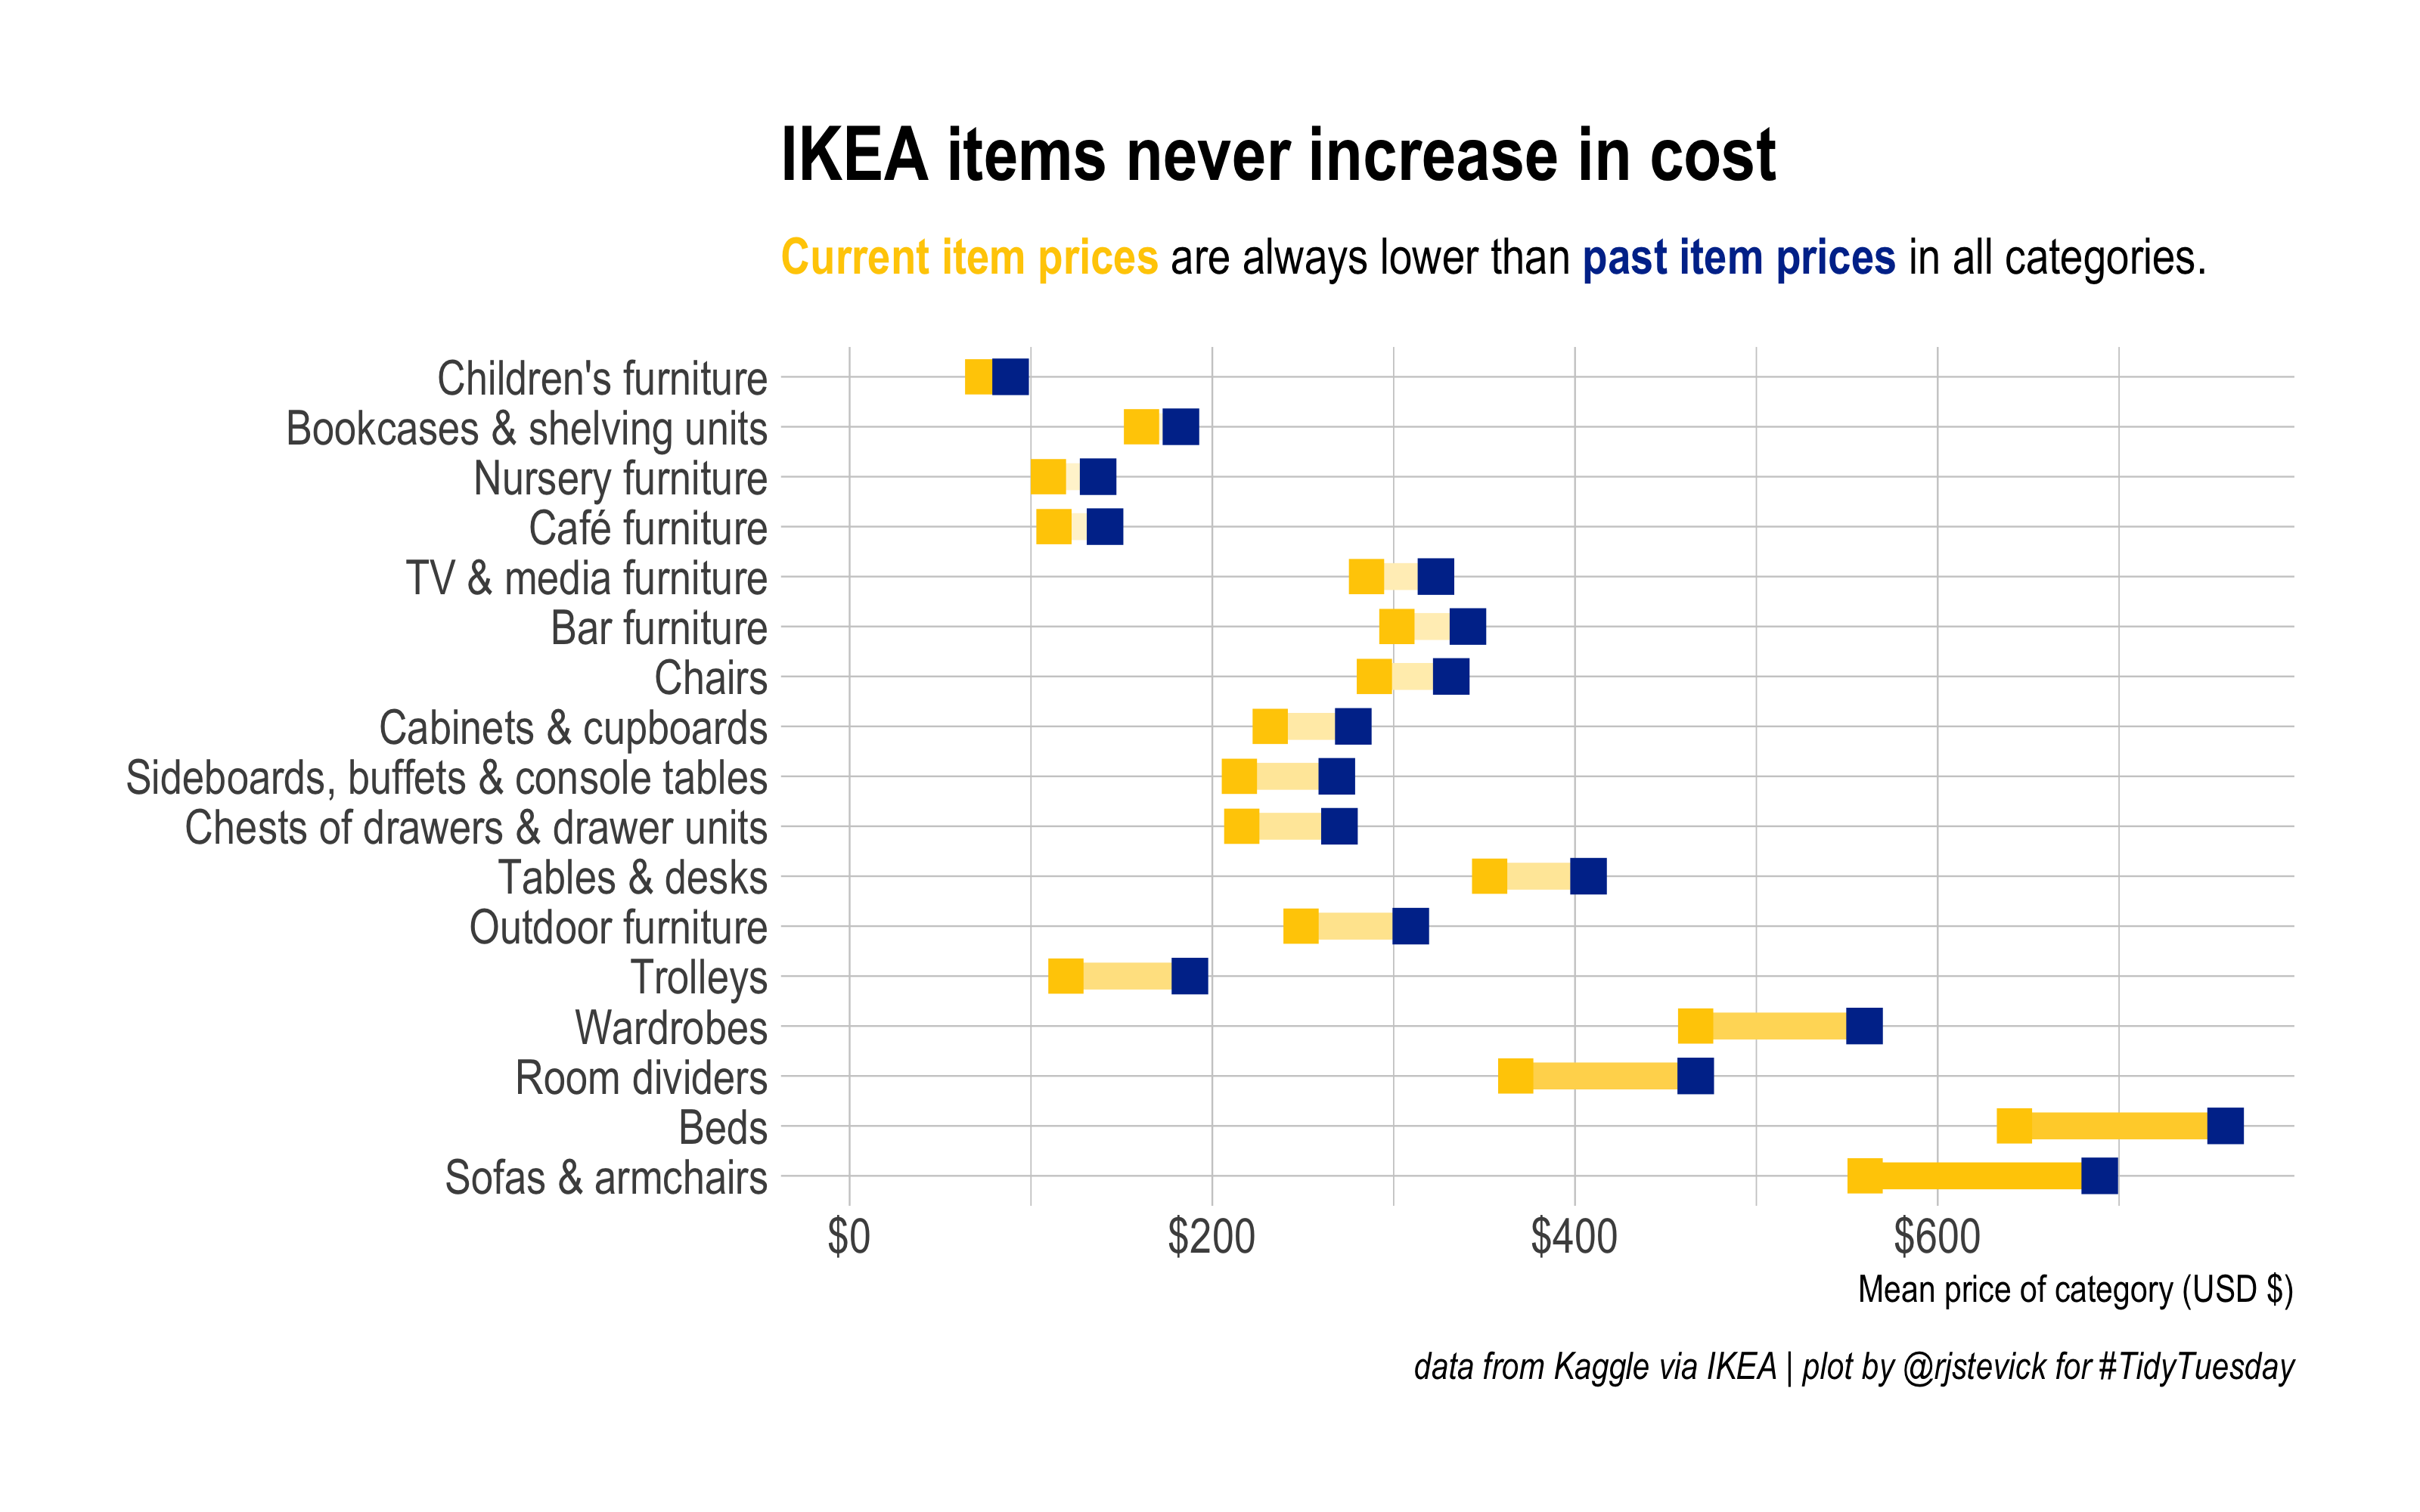 IKEA items never increase in cost
Current item prices are always lower than past item prices in all categories.
Children's furniture
Bookcases & shelving units
Nursery furniture
Café furniture
TV & media furniture
Bar furniture
Chairs
Cabinets & cupboards
Sideboards, buffets & console tables
Chests of drawers & drawer units
Tables & desks
Outdoor furniture
Trolleys
Wardrobes
Room dividers
Beds
Sofas & armchairs
$0 $200 $400 $600
Mean price of category (USD $)
data from Kaggle via IKEA | plot by @rjstevick for #TidyTuesday